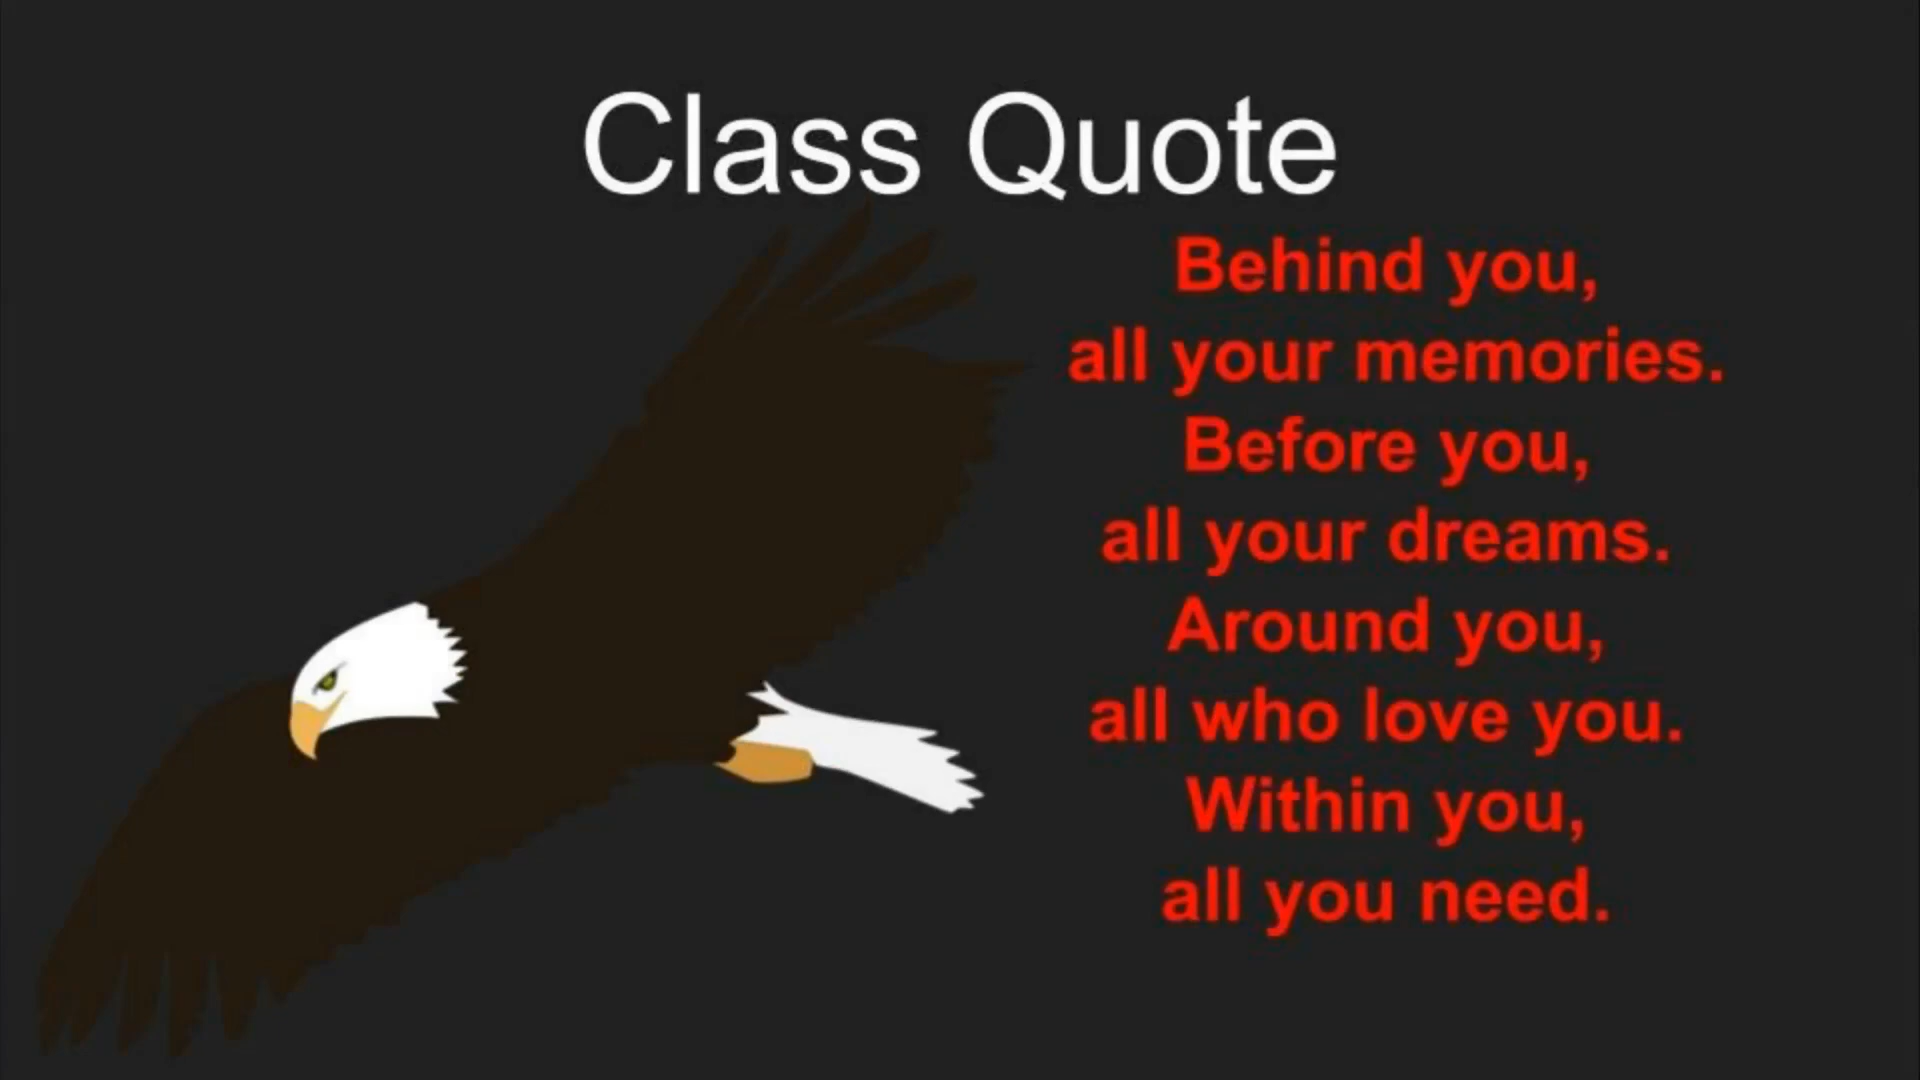 Class Quote
Behind you,
all your memories.
Before you,
all your dreams.
Around you,
all who love you.
Within you,
all you need.